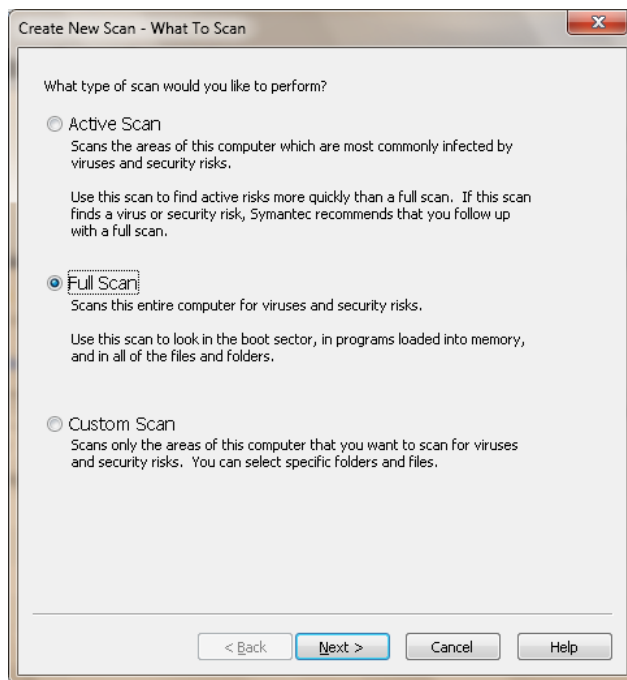 Create New Scan - What To Scan
What type of scan would you like to perform?
Active Scan
Scans the areas of this computer which are most commonly infected by
viruses and security risks.
Use this scan to find active risks more quickly than a full scan.  If this scan
finds a virus or security risk, Symantec recommends that you follow up
with a full scan.
Full Scan
Scans this entire computer for viruses and security risks.
Use this scan to look in the boot sector, in programs loaded into memory,
and in all of the files and folders.
Custom Scan
Scans only the areas of this computer that you want to scan for viruses
and security risks.  You can select specific folders and files.
< Back Next > Cancel Help